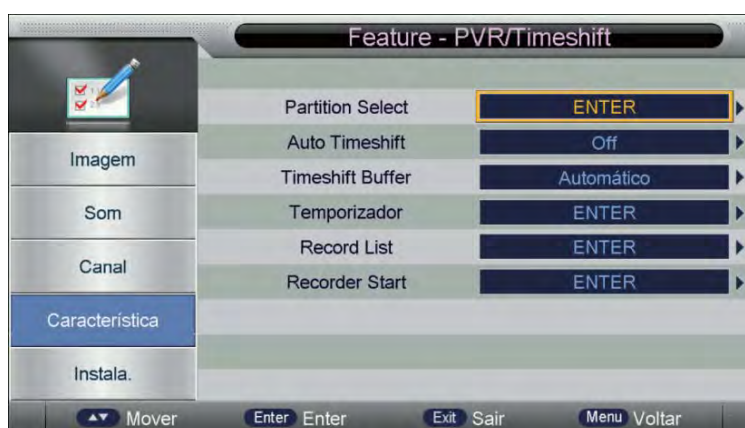 Feature - PVR/Timeshift
Imagem
Som
Canal
Característica
Instala.
Partition Select ENTER
Auto Timeshift Off
Timeshift Buffer Automático
Temporizador ENTER
Record List ENTER
Recorder Start ENTER
Mover Enter Enter Exit Sair Menu Voltar